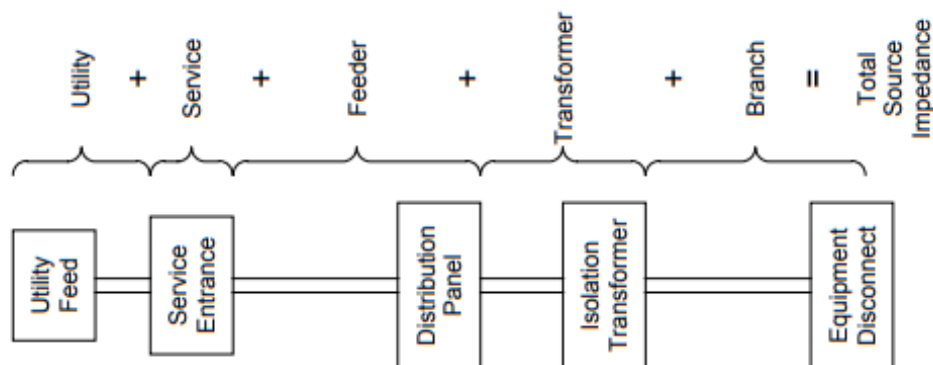 Utility
+
Service
+
Feeder
+
Transformer
+
Branch
=
Total
Source
Impedance
Utility
Feed
Service
Entrance
Distribution
Panel
Isolation
Transformer
Equipment
Disconnect